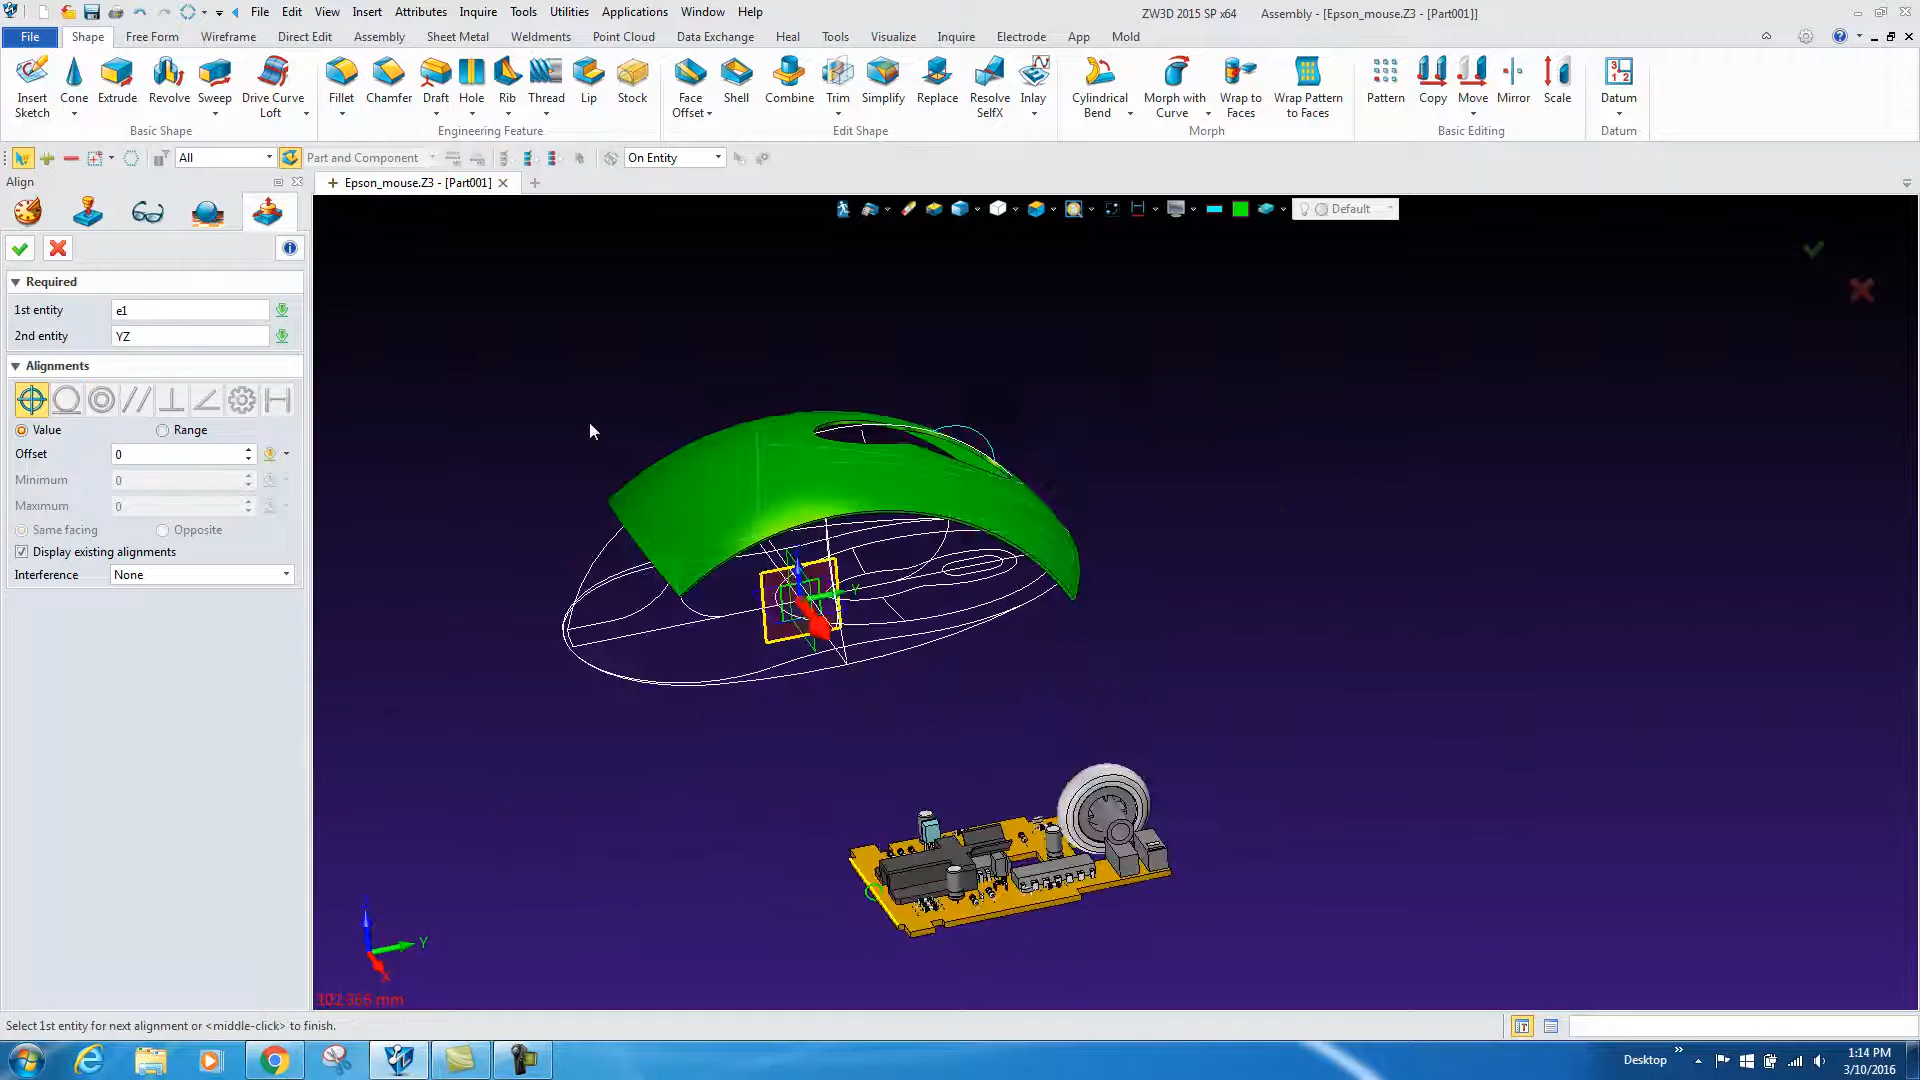 File Edit View Insert Attributes Inquire Tools Utilities Applications Window Help
ZW3D 2015 SP x64 Assembly - [Epson_mouse.Z3 - [Part001]]
File Shape Free Form Wireframe Direct Edit Assembly Sheet Metal Weldments Point Cloud Data Exchange Heal Tools Visualize Inquire Electrode App Mold
Insert Sketch Cone Extrude Revolve Sweep Drive Curve Loft Fillet Chamfer Draft Hole Rib Thread Lip Stock Face Offset Shell Combine Trim Simplify Replace Resolve SelfX Inlay Cylindrical Bend Morph with Curve Wrap to Faces Wrap Pattern to Faces Pattern Copy Move Mirror Scale Datum
Basic Shape Engineering Feature Edit Shape Morph Basic Editing Datum
All Part and Component On Entity
Align
Epson_mouse.Z3 - [Part001]
Default
Required
1st entity e1
2nd entity YZ
Alignments
Value Range
Offset 0
Minimum 0
Maximum 0
Same facing Opposite
Display existing alignments
Interference None
Y
Y
X
Select 1st entity for next alignment or <middle-click> to finish.
Desktop
1:14 PM
3/10/2016